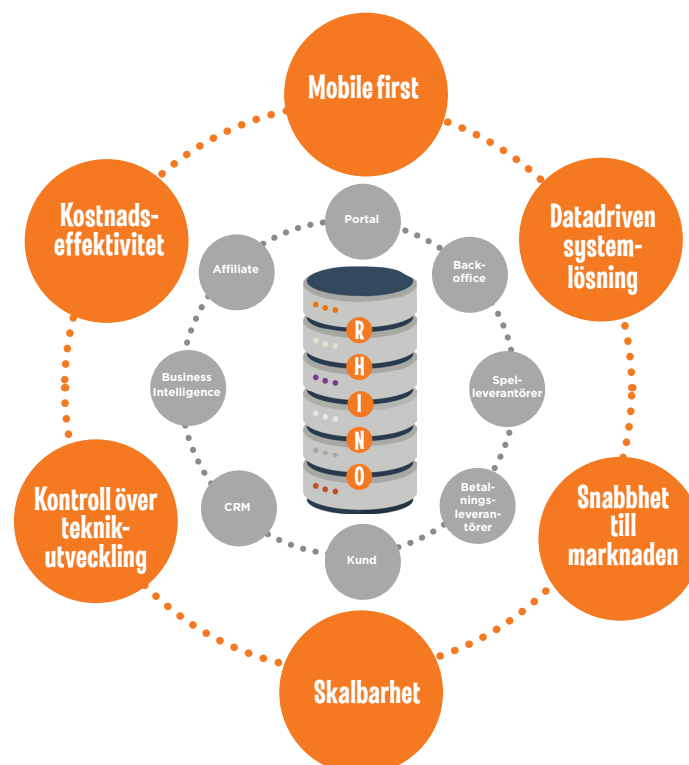 Mobile first
Kostnads-
effektivitet
Datadriven
system-
lösning
Portal
Affiliate
Back-
office
R
H
I
N
O
Business
Intelligence
Spel-
leverantörer
CRM
Betal-
nings-
leveran-
törer
Kund
Kontroll över
teknik-
utveckling
Snabbhet
till
marknaden
Skalbarhet